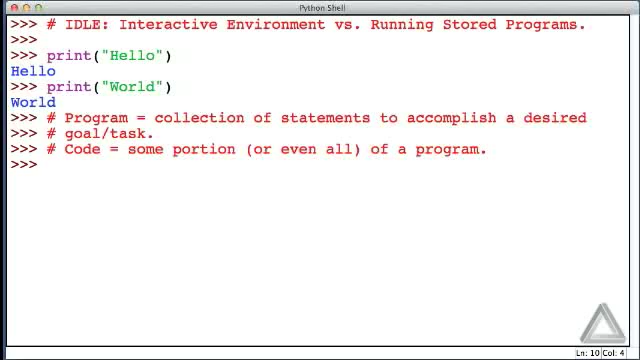 Python Shell
>>> # IDLE: Interactive Environment vs. Running Stored Programs.
>>>
>>> print("Hello")
Hello
>>> print("World")
World
>>> # Program = collection of statements to accomplish a desired
>>> # goal/task.
>>> # Code = some portion (or even all) of a program.
>>>
Ln: 10 Col: 4